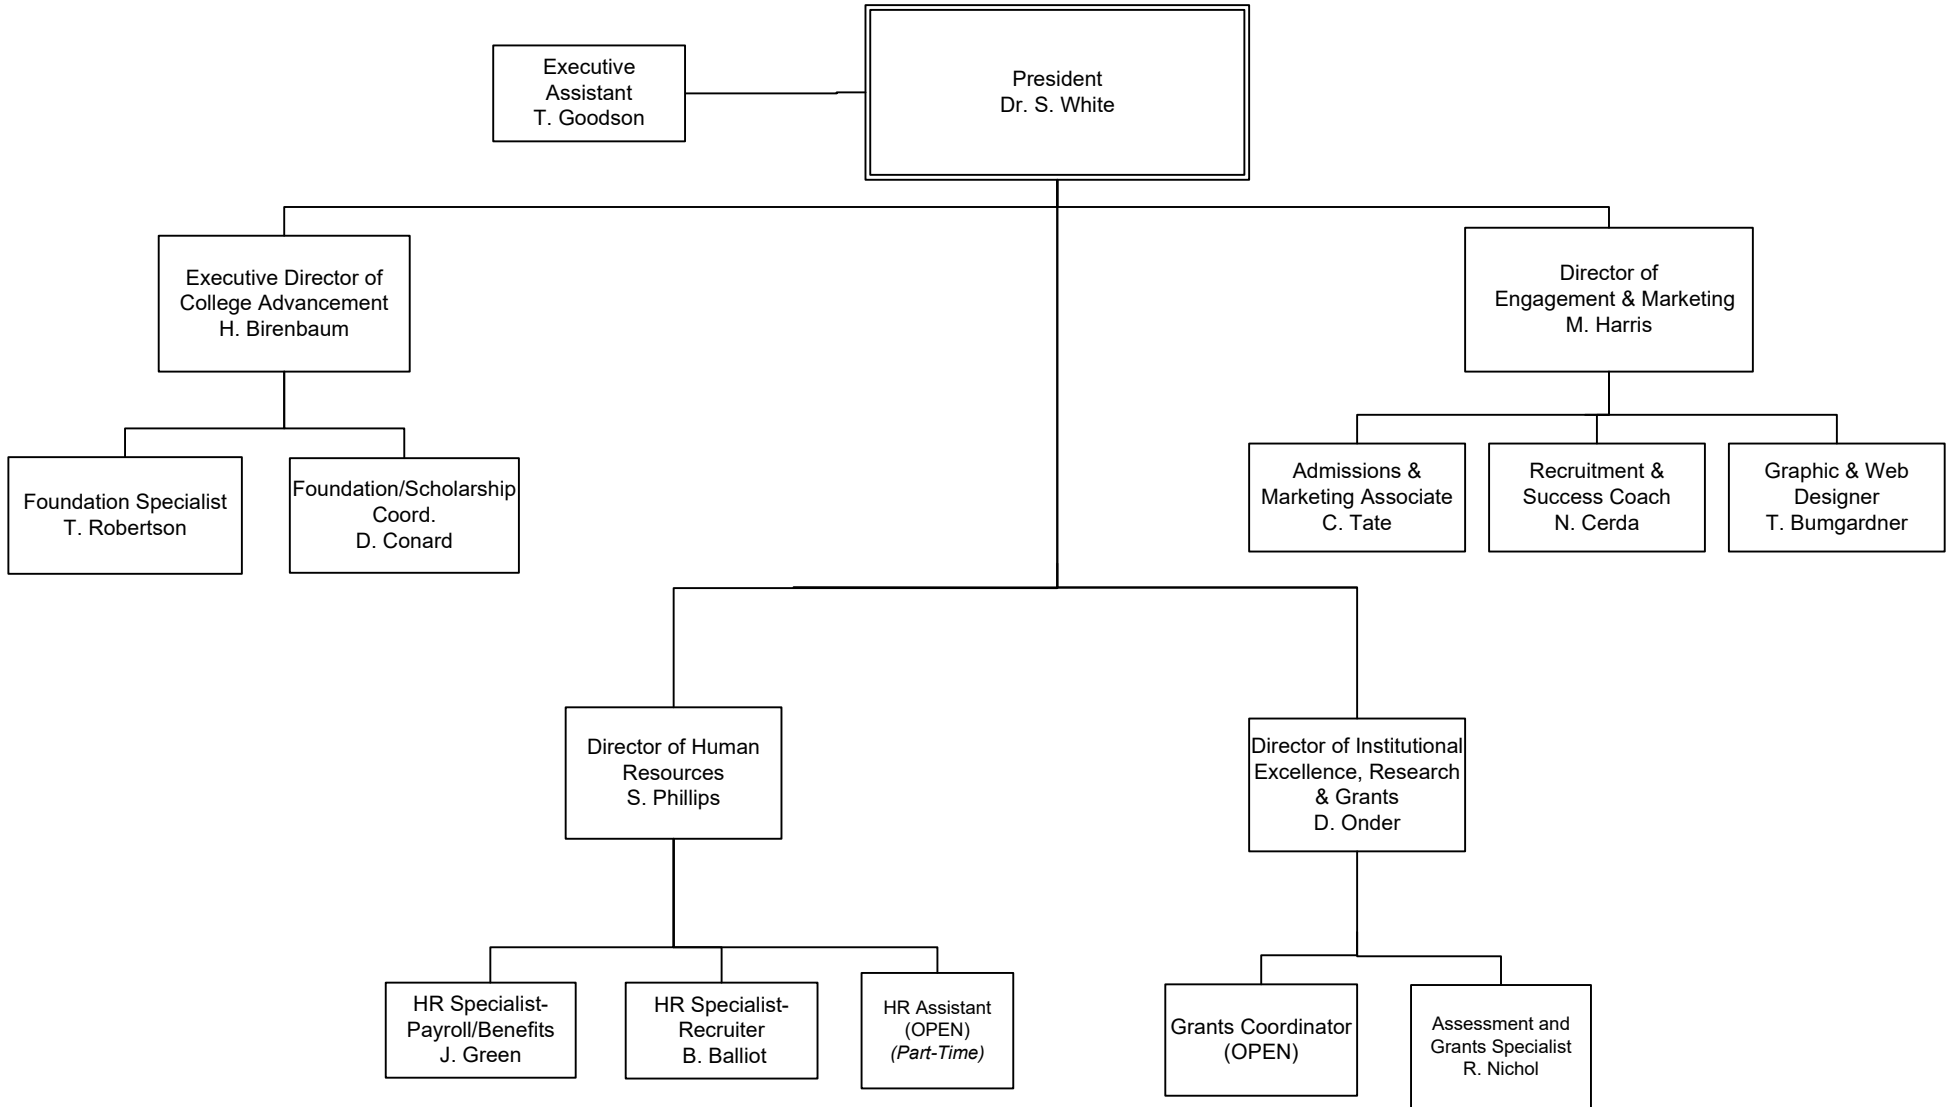 Executive
Assistant
T. Goodson
President
Dr. S. White
Executive Director of
College Advancement
H. Birenbaum
Director of
Engagement & Marketing
M. Harris
Foundation Specialist
T. Robertson
Foundation/Scholarship
Coord.
D. Conard
Admissions &
Marketing Associate
C. Tate
Recruitment &
Success Coach
N. Cerda
Graphic & Web
Designer
T. Bumgardner
Director of Human
Resources
S. Phillips
Director of Institutional
Excellence, Research
& Grants
D. Onder
HR Specialist-
Payroll/Benefits
J. Green
HR Specialist-
Recruiter
B. Balliot
HR Assistant
(OPEN)
(Part-Time)
Grants Coordinator
(OPEN)
Assessment and
Grants Specialist
R. Nichol